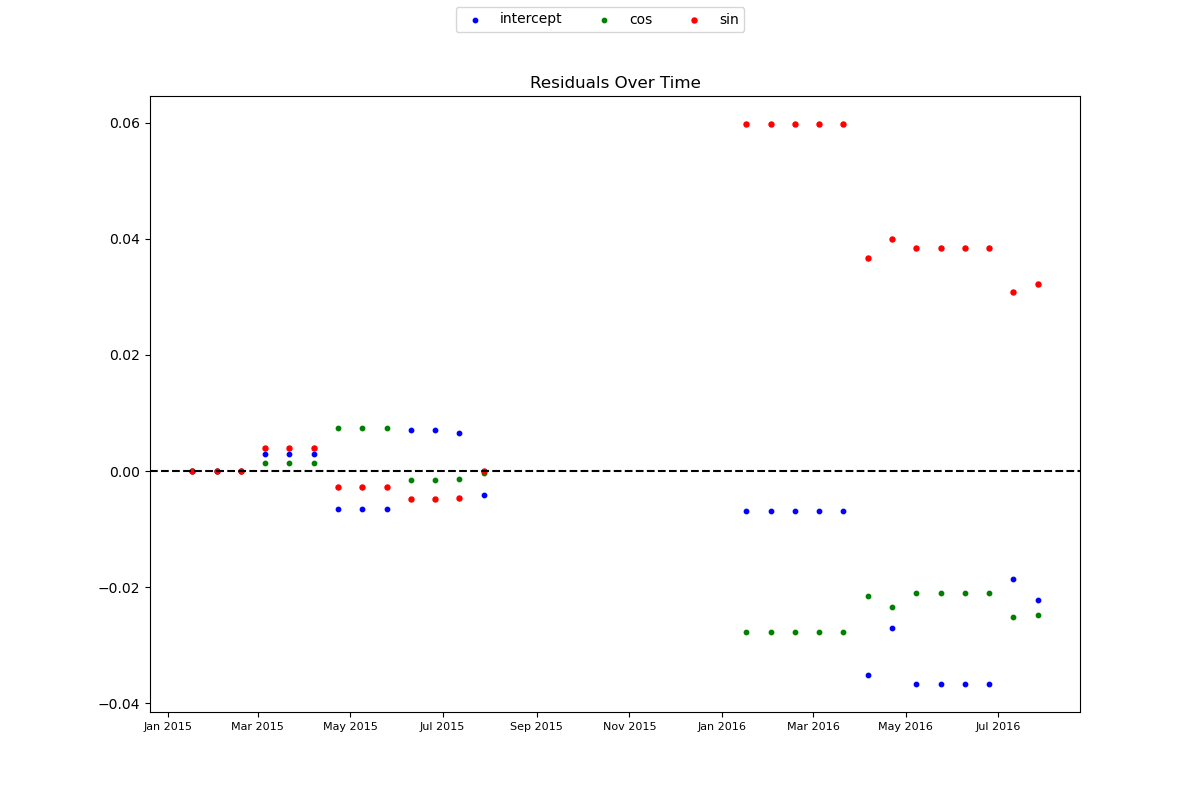 intercept cos sin
Residuals Over Time
0.06
0.04
0.02
0.00
−0.02
−0.04
Jan 2015 Mar 2015 May 2015 Jul 2015 Sep 2015 Nov 2015 Jan 2016 Mar 2016 May 2016 Jul 2016